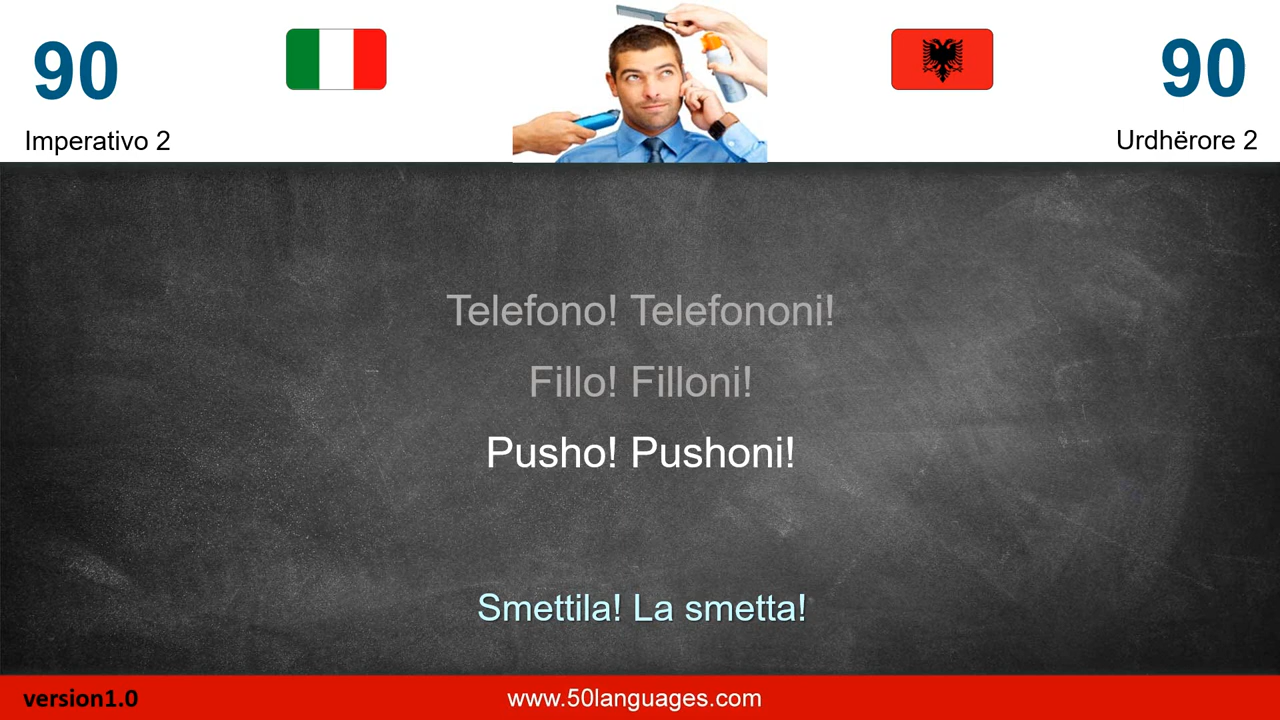 90
90
Imperativo 2
Urdhërore 2
Telefono! Telefononi!
Fillo! Filloni!
Pusho! Pushoni!
Smettila! La smetta!
version1.0
www.50languages.com